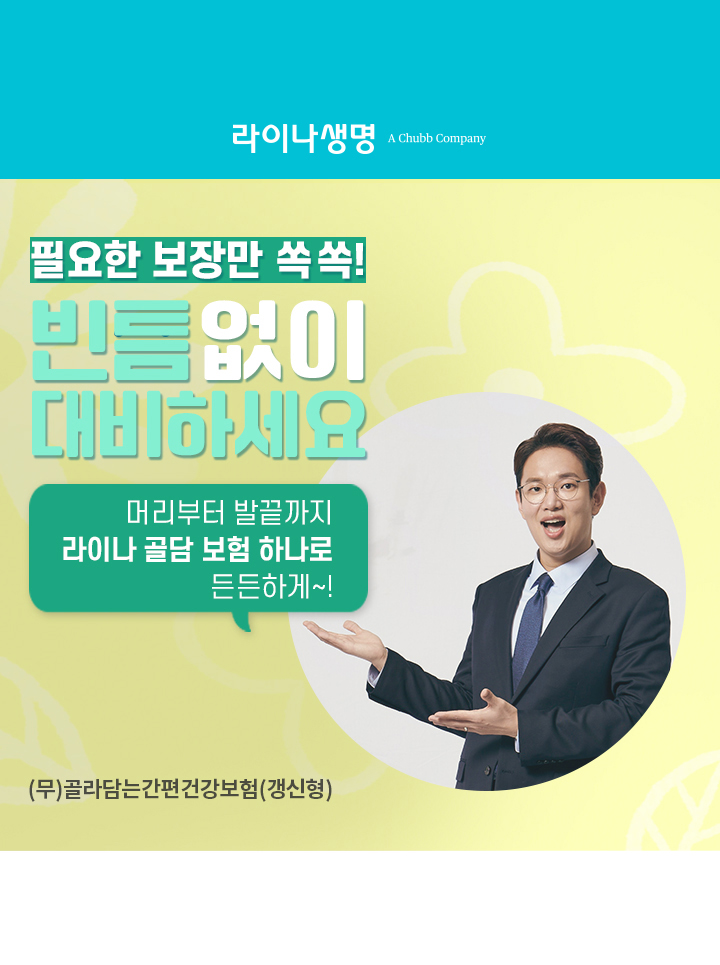 라이나생명 A Chubb Company
필요한 보장만 쏙쏙!
빈틈없이
대비하세요
머리부터 발끝까지
라이나 골담 보험 하나로
든든하게~!
(무)골라담는간편건강보험(갱신형)